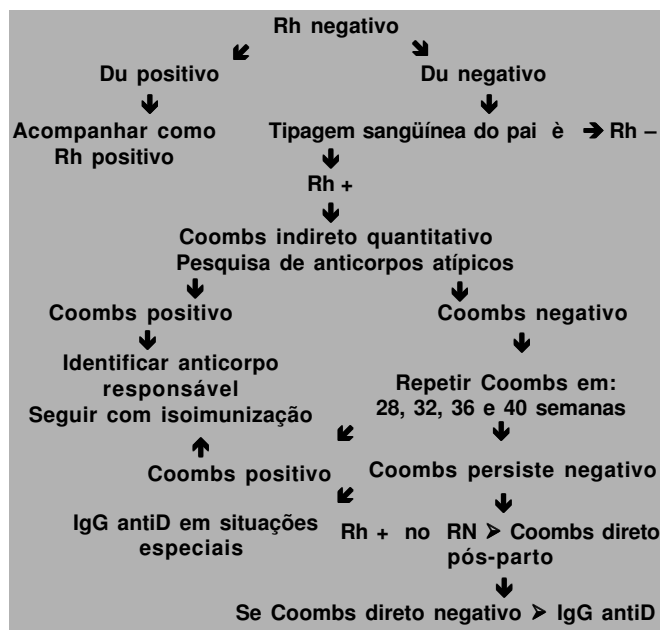 Rh negativo
Du positivo
Du negativo
Acompanhar como
Rh positivo
Tipagem sangüínea do pai è ➔ Rh –
Rh +
Coombs indireto quantitativo
Pesquisa de anticorpos atípicos
Coombs positivo
Coombs negativo
Identificar anticorpo
responsável
Seguir com isoimunização
Repetir Coombs em:
28, 32, 36 e 40 semanas
Coombs positivo
Coombs persiste negativo
IgG antiD em situações
especiais
Rh + no RN ➢ Coombs direto
pós-parto
Se Coombs direto negativo ➢ IgG antiD